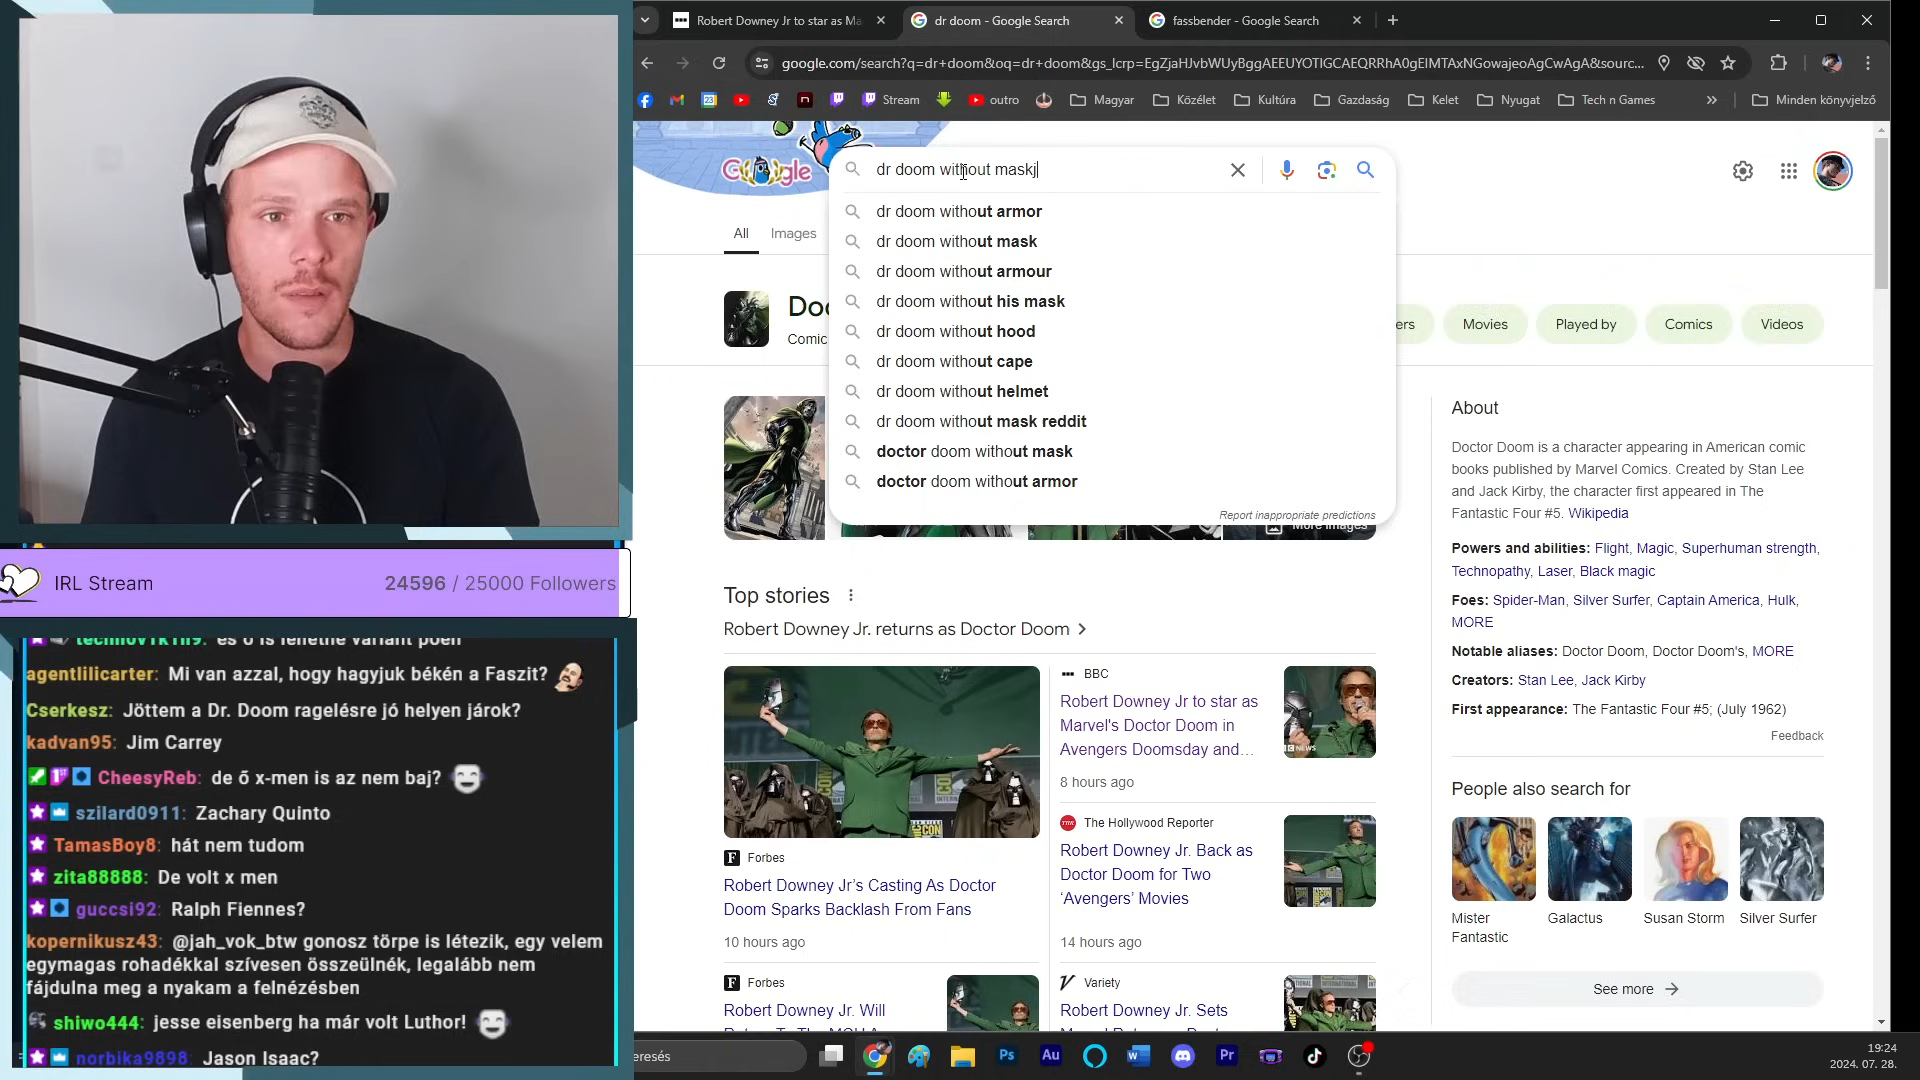 Robert Downey Jr to star as Ma
dr doom - Google Search
fassbender - Google Search
google.com/search?q=dr+doom&oq=dr+doom&gs_lcrp=EgZjaHJvbWUyBggAEEUYOTIGCAEQRRhA0gEIMTAxNGowajeoAgCwAgA&sourc...
Stream
outro
Magyar
Közélet
Kultúra
Gazdaság
Kelet
Nyugat
Tech n Games
»
Minden könyvjelző
Google
dr doom without maskj
dr doom without armor
dr doom without mask
dr doom without armour
dr doom without his mask
dr doom without hood
dr doom without cape
dr doom without helmet
dr doom without mask reddit
doctor doom without mask
doctor doom without armor
Report inappropriate predictions
All
Images
Comic
ers
Movies
Played by
Comics
Videos
More images
Top stories
Robert Downey Jr. returns as Doctor Doom
Forbes
Robert Downey Jr’s Casting As Doctor
Doom Sparks Backlash From Fans
10 hours ago
Forbes
Robert Downey Jr. Will
BBC
Robert Downey Jr to star as
Marvel's Doctor Doom in
Avengers Doomsday and...
8 hours ago
The Hollywood Reporter
Robert Downey Jr. Back as
Doctor Doom for Two
‘Avengers’ Movies
14 hours ago
Variety
Robert Downey Jr. Sets
About
Doctor Doom is a character appearing in American comic
books published by Marvel Comics. Created by Stan Lee
and Jack Kirby, the character first appeared in The
Fantastic Four #5. Wikipedia
Powers and abilities: Flight, Magic, Superhuman strength,
Technopathy, Laser, Black magic
Foes: Spider-Man, Silver Surfer, Captain America, Hulk,
MORE
Notable aliases: Doctor Doom, Doctor Doom's, MORE
Creators: Stan Lee, Jack Kirby
First appearance: The Fantastic Four #5; (July 1962)
Feedback
People also search for
Mister
Fantastic
Galactus
Susan Storm
Silver Surfer
See more
IRL Stream
24596 / 25000 Followers
és ő is lehetne variánt poén
agentlilicarter: Mi van azzal, hogy hagyjuk békén a Faszit?
Cserkesz: Jöttem a Dr. Doom ragelésre jó helyen járok?
kadvan95: Jim Carrey
CheesyReb: de ő x-men is az nem baj?
szilard0911: Zachary Quinto
TamasBoy8: hát nem tudom
zita88888: De volt x men
guccsi92: Ralph Fiennes?
kopernikusz43: @jah_vok_btw gonosz törpe is létezik, egy velem
egymagas rohadékkal szívesen összeülnék, legalább nem
fájdulna meg a nyakam a felnézésben
shiwo444: jesse eisenberg ha már volt Luthor!
norbika9898: Jason Isaac?
eresés
Ps
Au
Pr
19:24
2024. 07. 28.